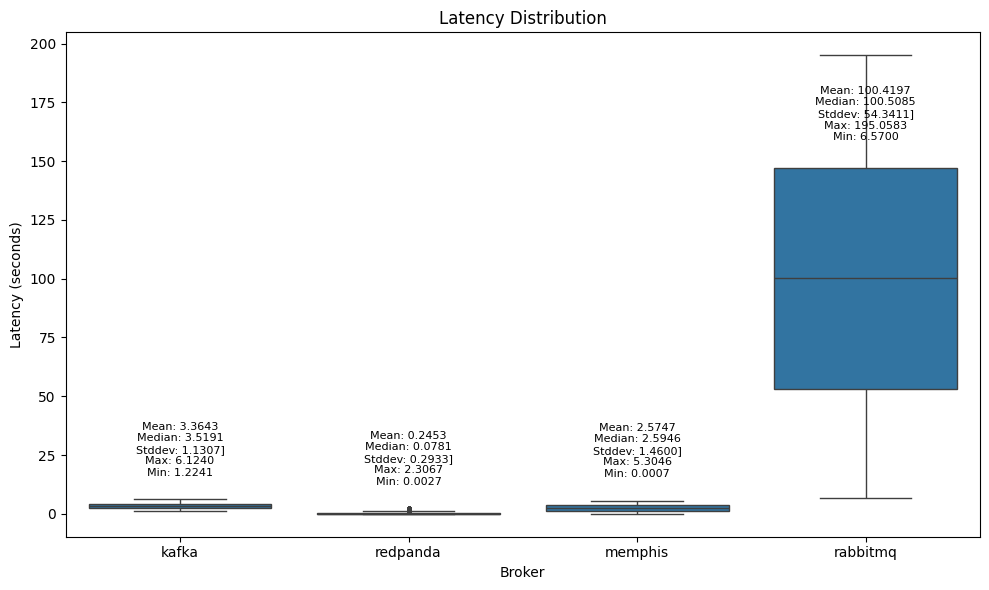 Latency Distribution
Latency (seconds)
200
175
150
125
100
75
50
25
0
Mean: 3.3643
Median: 3.5191
Stddev: 1.1307]
Max: 6.1240
Min: 1.2241
Mean: 0.2453
Median: 0.0781
Stddev: 0.2933]
Max: 2.3067
Min: 0.0027
Mean: 2.5747
Median: 2.5946
Stddev: 1.4600]
Max: 5.3046
Min: 0.0007
Mean: 100.4197
Median: 100.5085
Stddev: 54.3411]
Max: 195.0583
Min: 6.5700
kafka
redpanda
memphis
rabbitmq
Broker